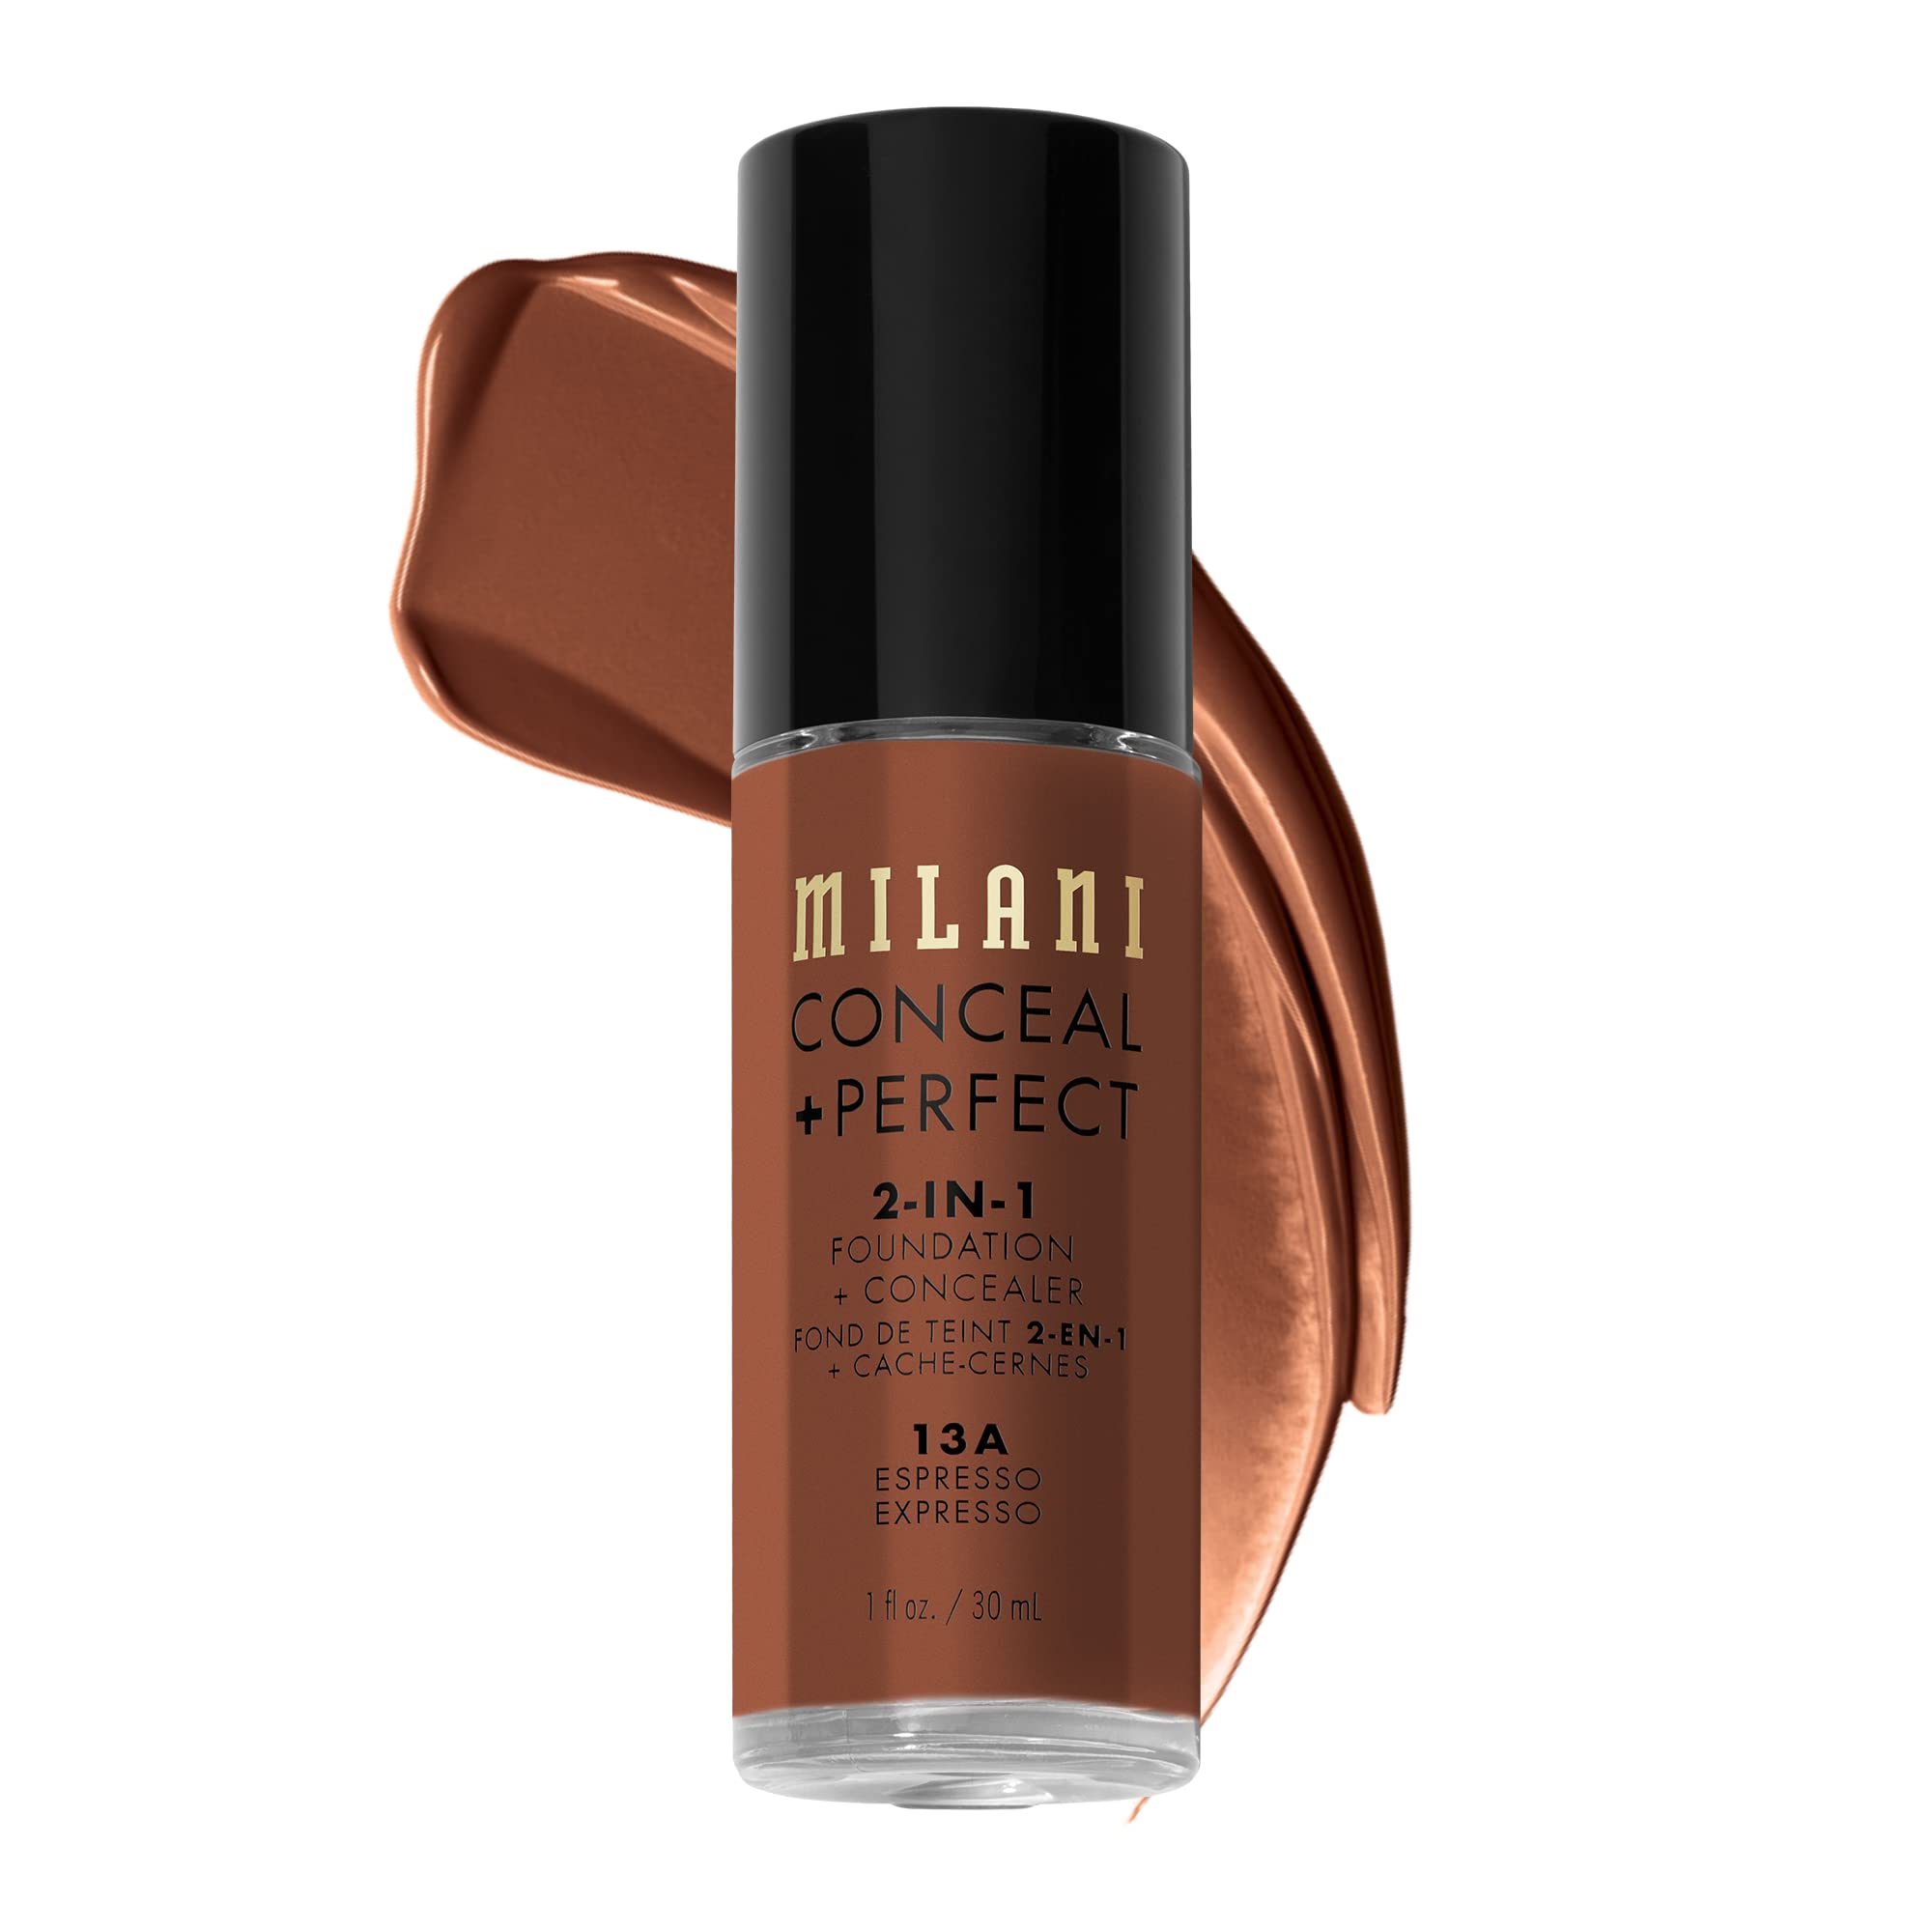 MILANI
CONCEAL
+PERFECT
2-IN-1
FOUNDATION
+ CONCEALER
FOND DE TEINT 2-EN-1
+ CACHE-CERNES
13A
ESPRESSO
EXPRESSO
1 fl oz. / 30 mL